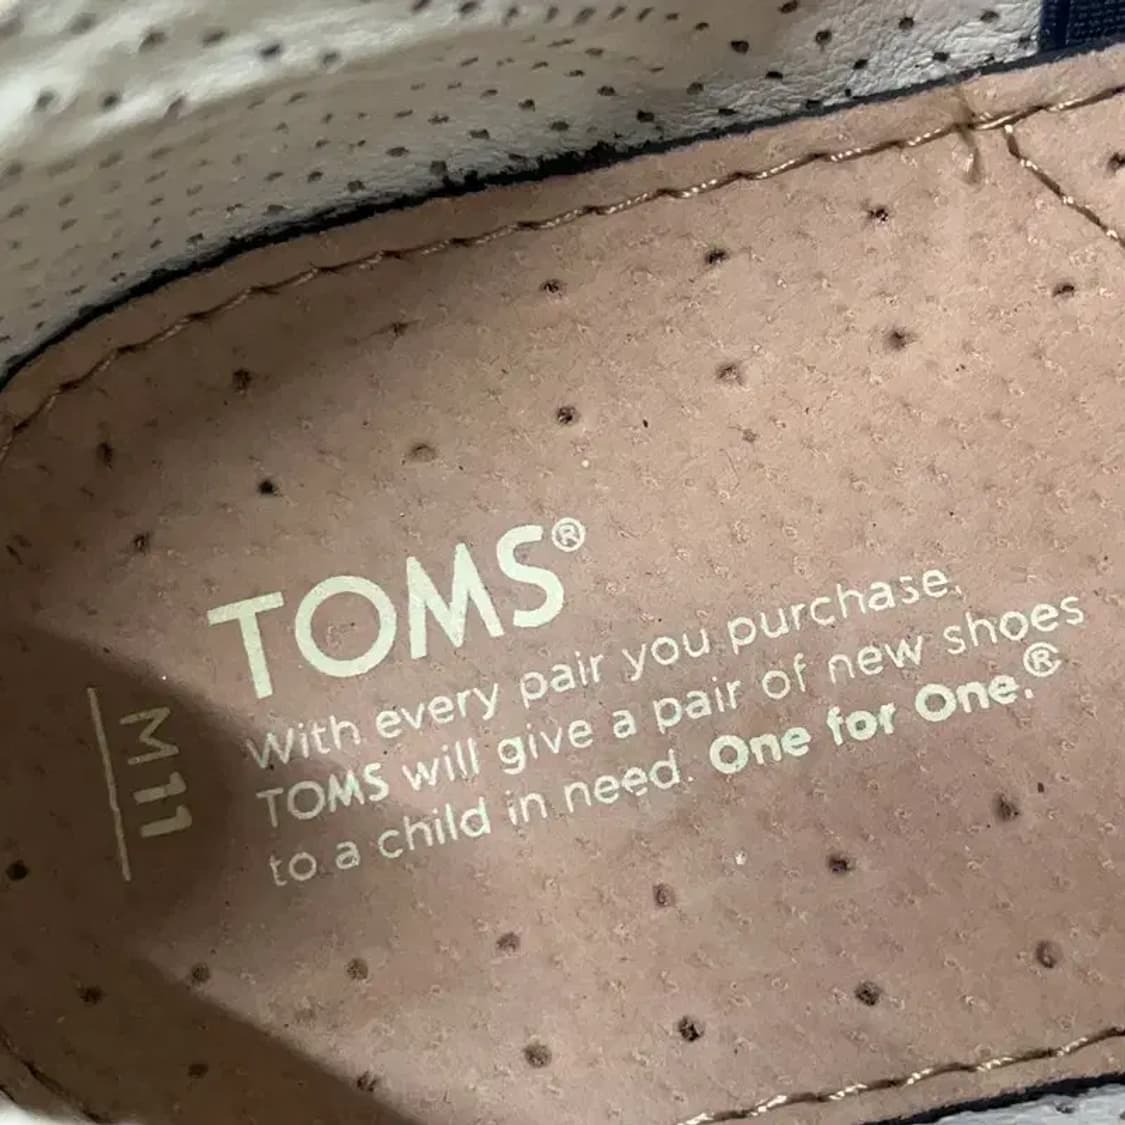 TOMS®
With every pair you purchase,
TOMS will give a pair of new shoes
to a child in need. One for One.®
M 11